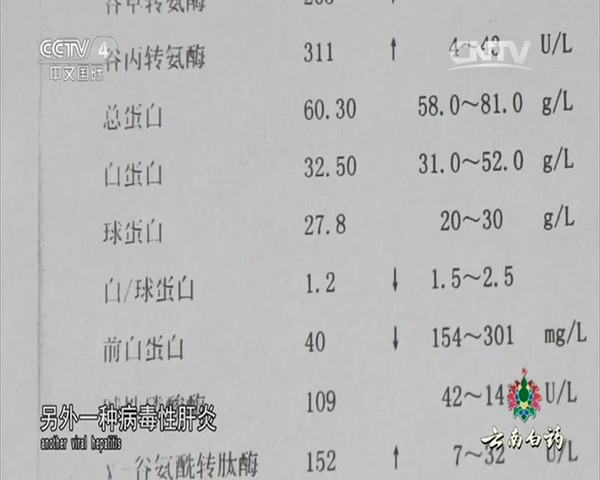 谷丙转氨酶 311 ↑ 4～43 U/L
CCTV 4
中文国际
CNTV
总蛋白 60.30 58.0～81.0 g/L
白蛋白 32.50 31.0～52.0 g/L
球蛋白 27.8 20～30 g/L
白/球蛋白 1.2 ↓ 1.5～2.5
前白蛋白 40 ↓ 154～301 mg/L
109 42～14 U/L
另外一种病毒性肝炎
another viral hepatitis
云南白药
γ-谷氨酰转肽酶 152 ↑ 7～32 U/L